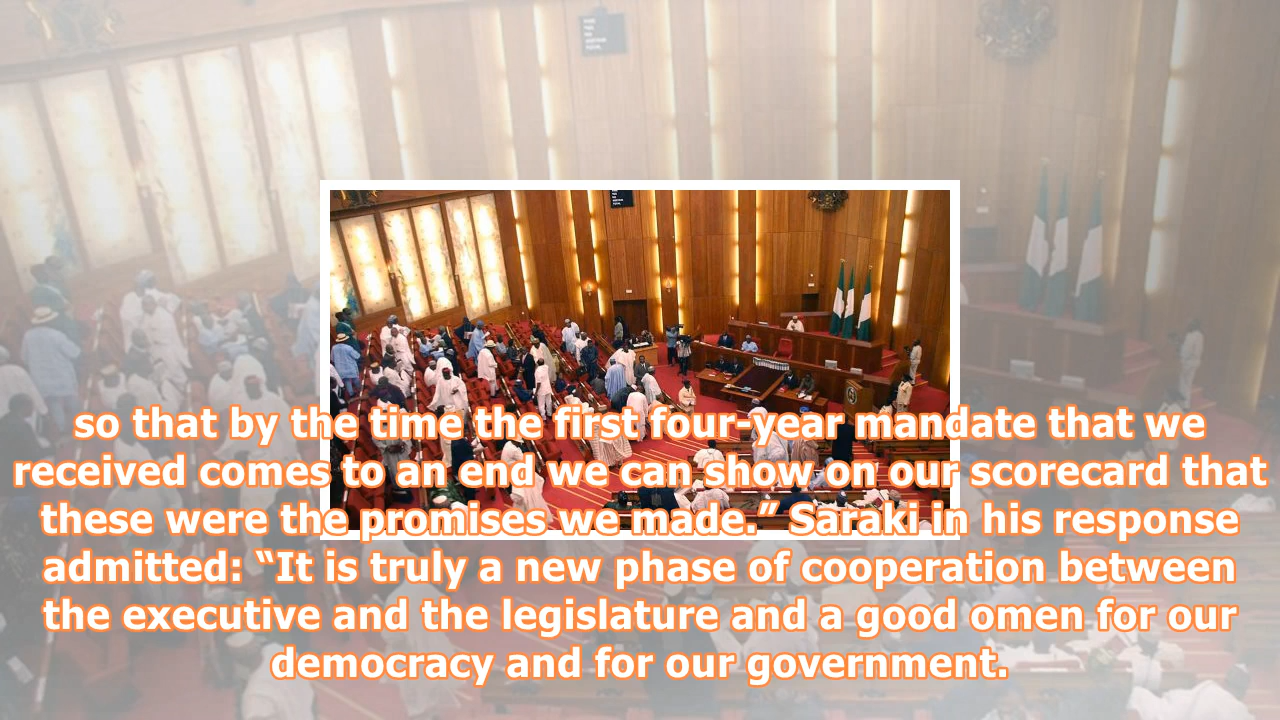 so that by the time the first four-year mandate that we
received comes to an end we can show on our scorecard that
these were the promises we made.” Saraki in his response
admitted: “It is truly a new phase of cooperation between
the executive and the legislature and a good omen for our
democracy and for our government.